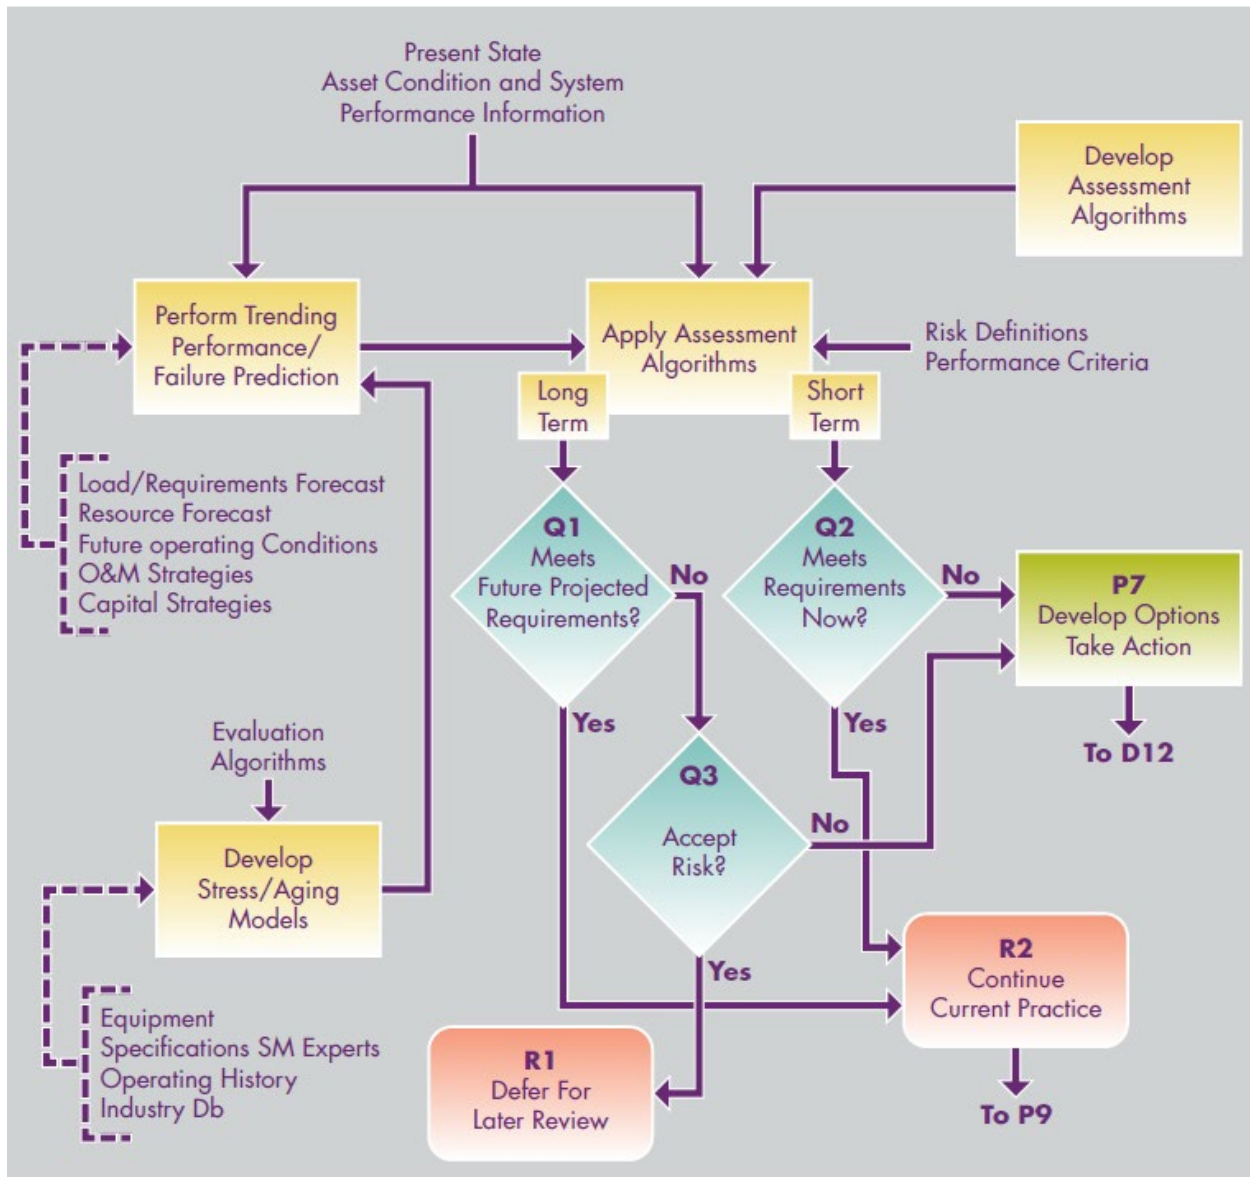 Present State
Asset Condition and System
Performance Information
Develop
Assessment
Algorithms
Perform Trending
Performance/
Failure Prediction
Apply Assessment
Algorithms
Risk Definitions
Performance Criteria
Long
Term
Short
Term
Load/Requirements Forecast
Resource Forecast
Future operating Conditions
O&M Strategies
Capital Strategies
Q1
Meets
Future Projected
Requirements?
No
Yes
Q2
Meets
Requirements
Now?
No
Yes
P7
Develop Options
Take Action
To D12
Evaluation
Algorithms
Develop
Stress/Aging
Models
Q3
Accept
Risk?
No
Yes
Equipment
Specifications SM Experts
Operating History
Industry Db
R1
Defer For
Later Review
R2
Continue
Current Practice
To P9